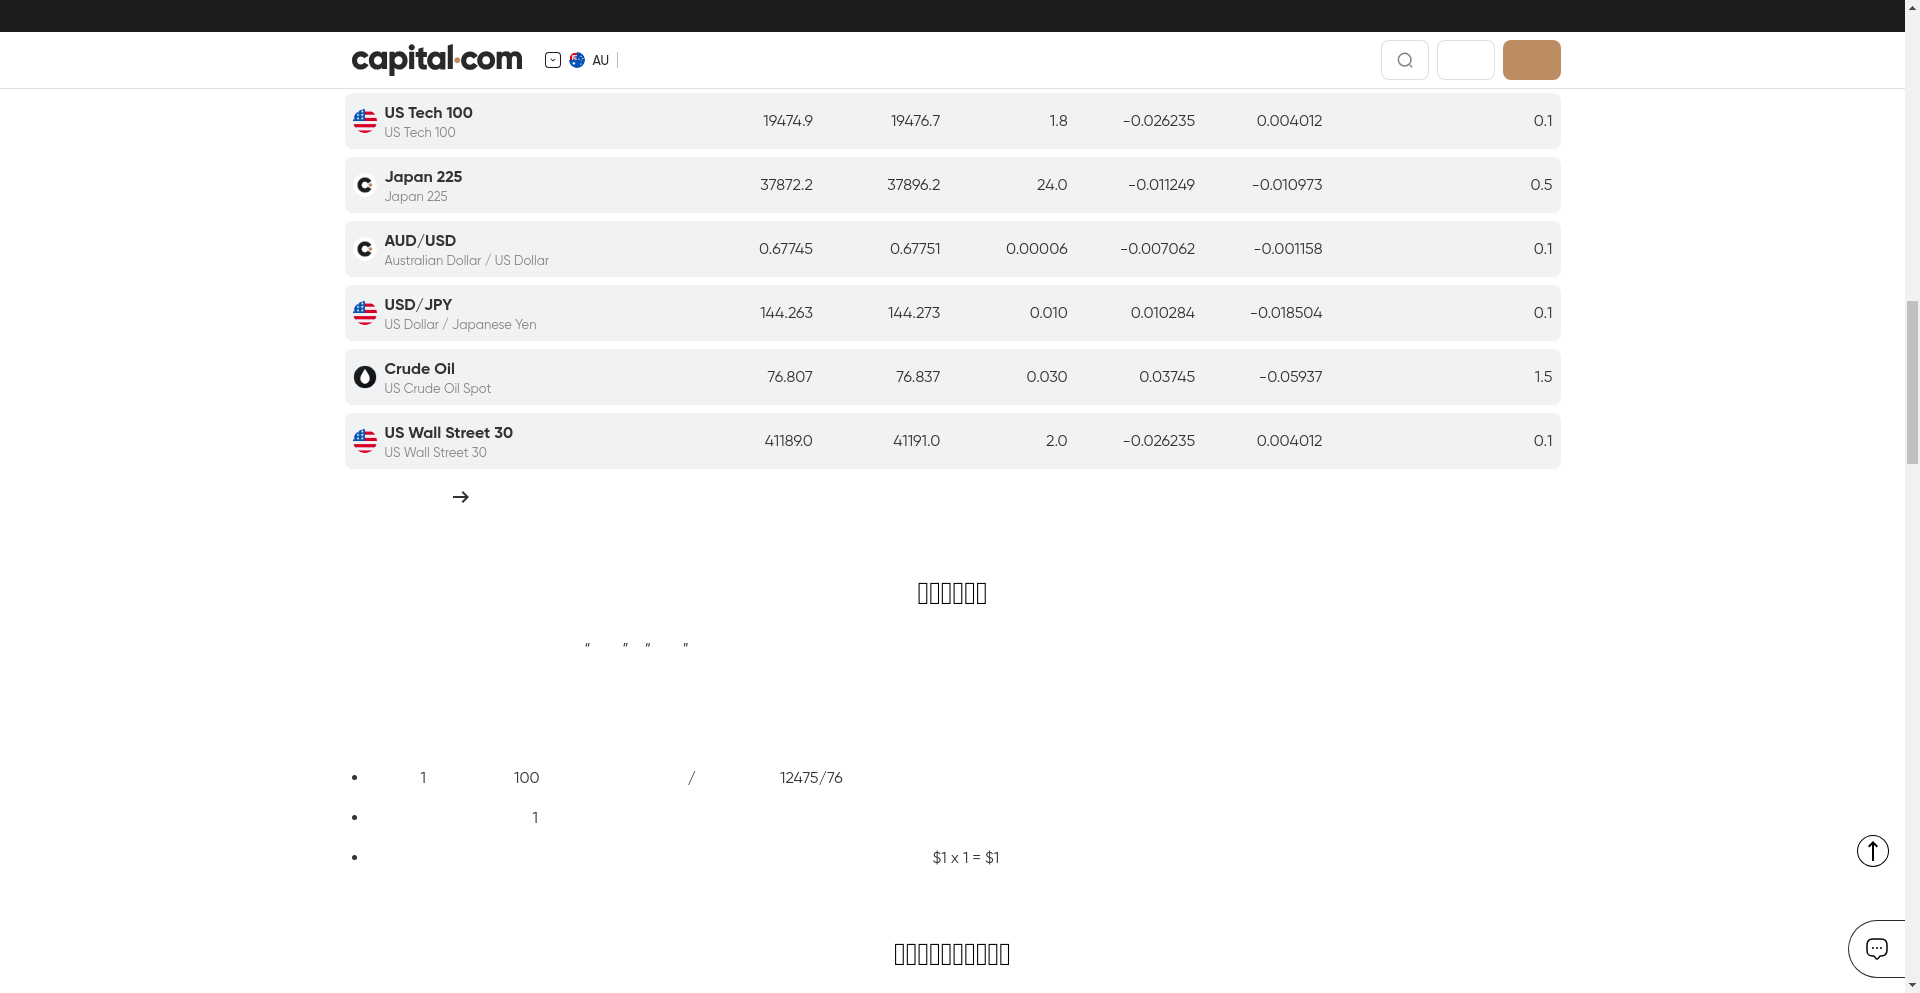 capital.com
AU
US Tech 100
US Tech 100
19474.9 19476.7 1.8 -0.026235 0.004012 0.1
Japan 225
Japan 225
37872.2 37896.2 24.0 -0.011249 -0.010973 0.5
AUD/USD
Australian Dollar / US Dollar
0.67745 0.67751 0.00006 -0.007062 -0.001158 0.1
USD/JPY
US Dollar / Japanese Yen
144.263 144.273 0.010 0.010284 -0.018504 0.1
Crude Oil
US Crude Oil Spot
76.807 76.837 0.030 0.03745 -0.05937 1.5
US Wall Street 30
US Wall Street 30
41189.0 41191.0 2.0 -0.026235 0.004012 0.1
“ ” “ ”
1 100 / 12475/76
1
$1 x 1 = $1